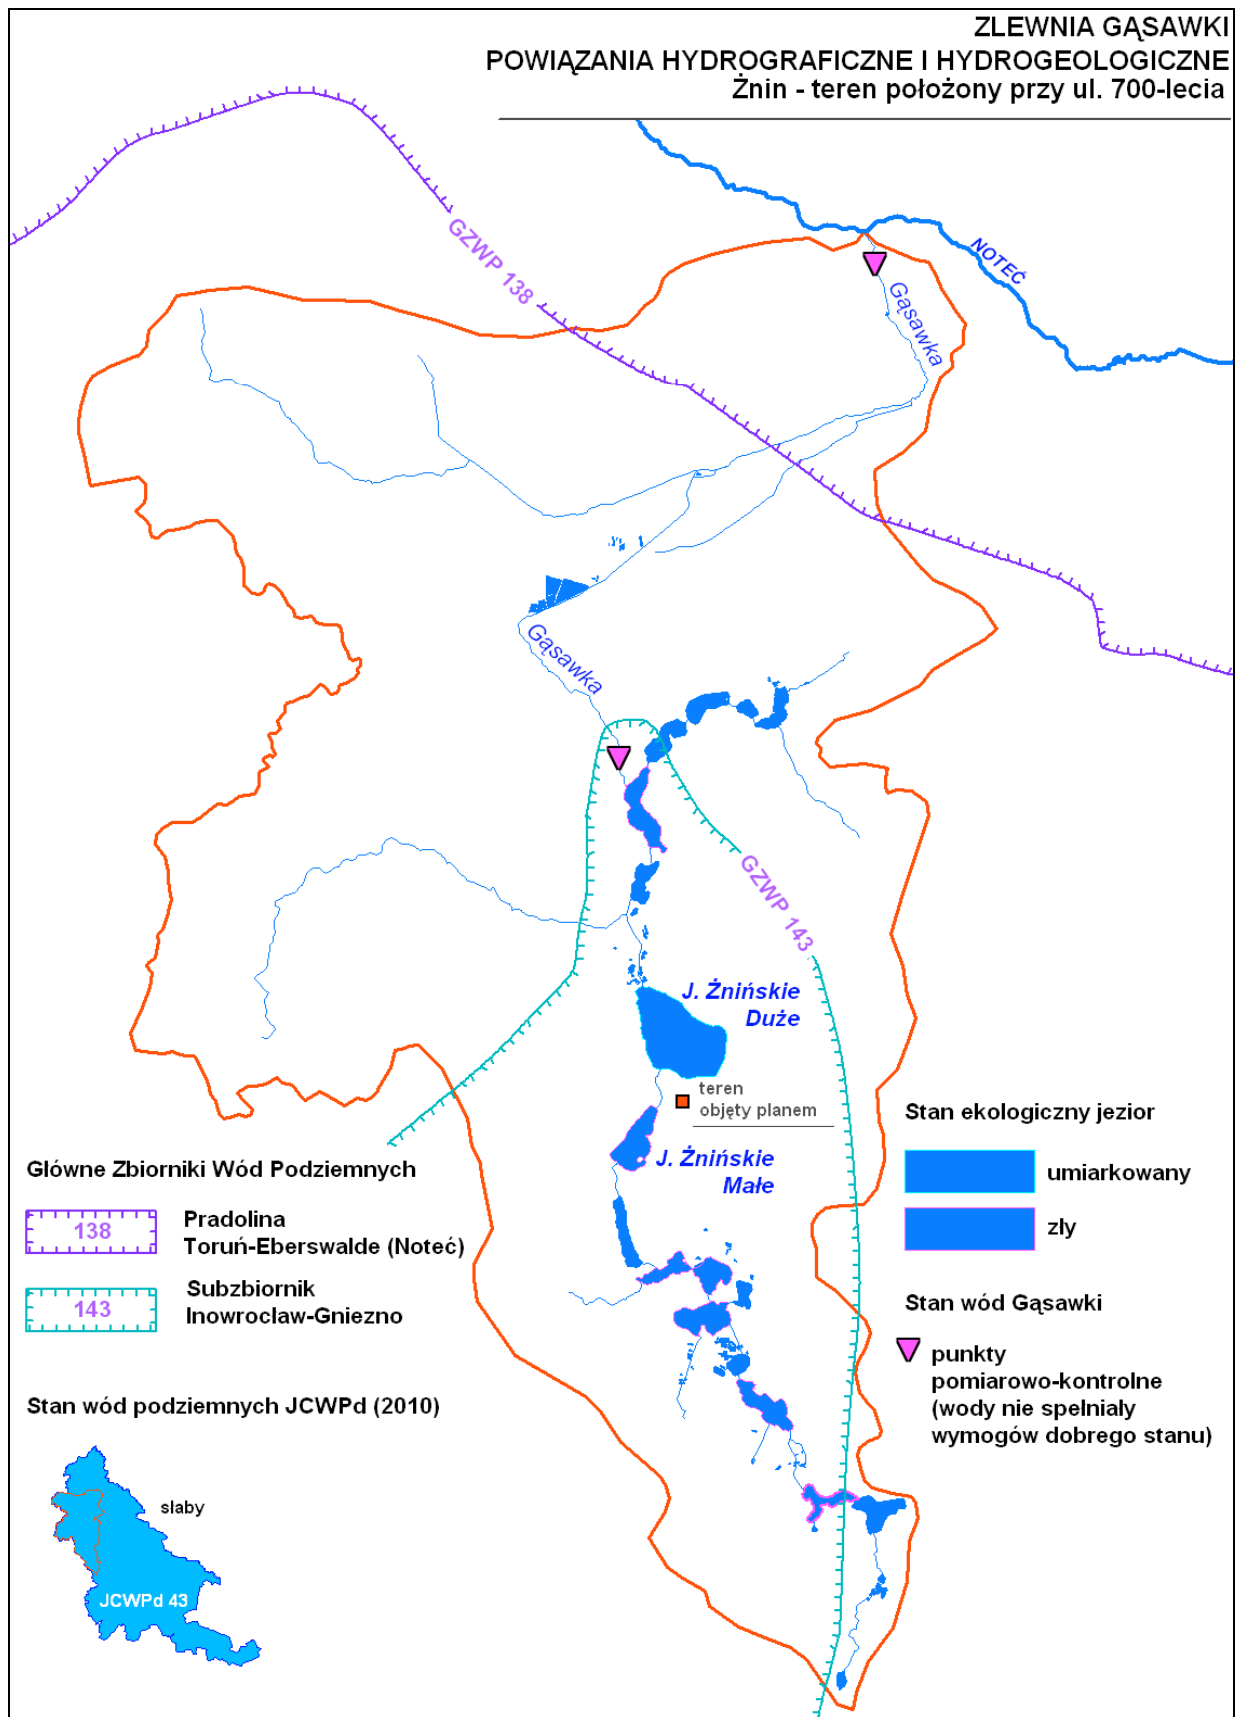 ZLEWNIA GĄSAWKI
POWIĄZANIA HYDROGRAFICZNE I HYDROGEOLOGICZNE
Żnin - teren położony przy ul. 700-lecia
GZWP 138
NOTEĆ
Gąsawka
Gąsawka
GZWP 143
J. Żnińskie
Duże
teren
objęty planem
J. Żnińskie
Małe
Główne Zbiorniki Wód Podziemnych
138
Pradolina
Toruń-Eberswalde (Noteć)
143
Subzbiornik
Inowrocław-Gniezno
Stan wód podziemnych JCWPd (2010)
słaby
JCWPd 43
Stan ekologiczny jezior
umiarkowany
zły
Stan wód Gąsawki
punkty
pomiarowo-kontrolne
(wody nie spełniały
wymogów dobrego stanu)